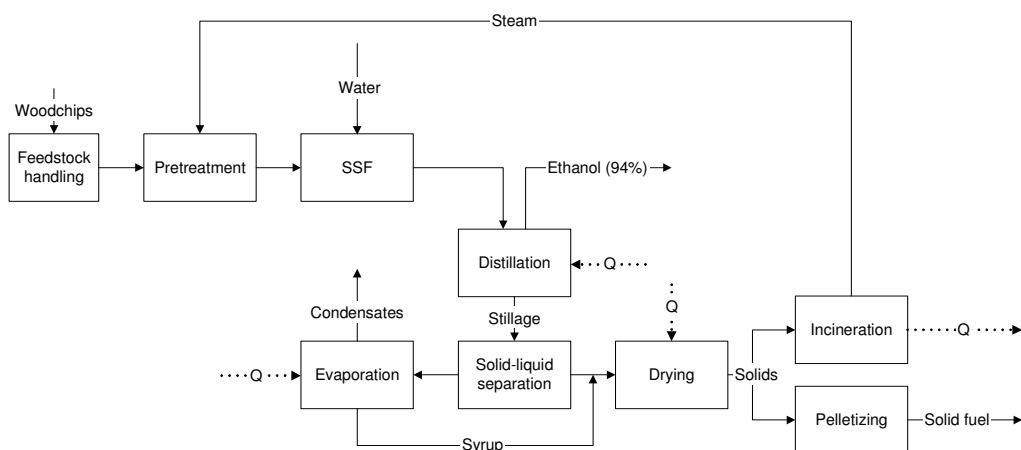 Steam
Water
Woodchips
Feedstock
handling
Pretreatment
SSF
Ethanol (94%)
Distillation
Q
Q
Condensates
Stillage
Incineration
Q
Q
Evaporation
Solid-liquid
separation
Drying
Solids
Pelletizing
Solid fuel
Syrup